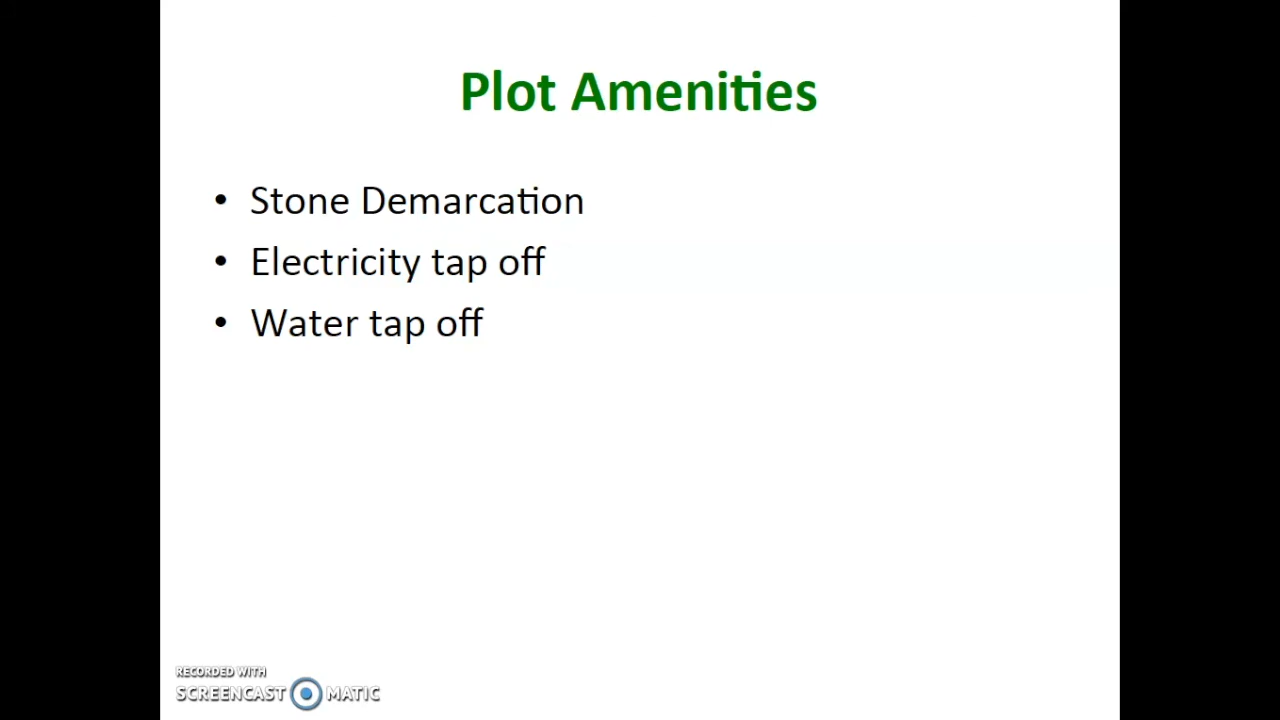 Plot Amenities
• Stone Demarcation
• Electricity tap off
• Water tap off
RECORDED WITH
SCREENCAST MATIC